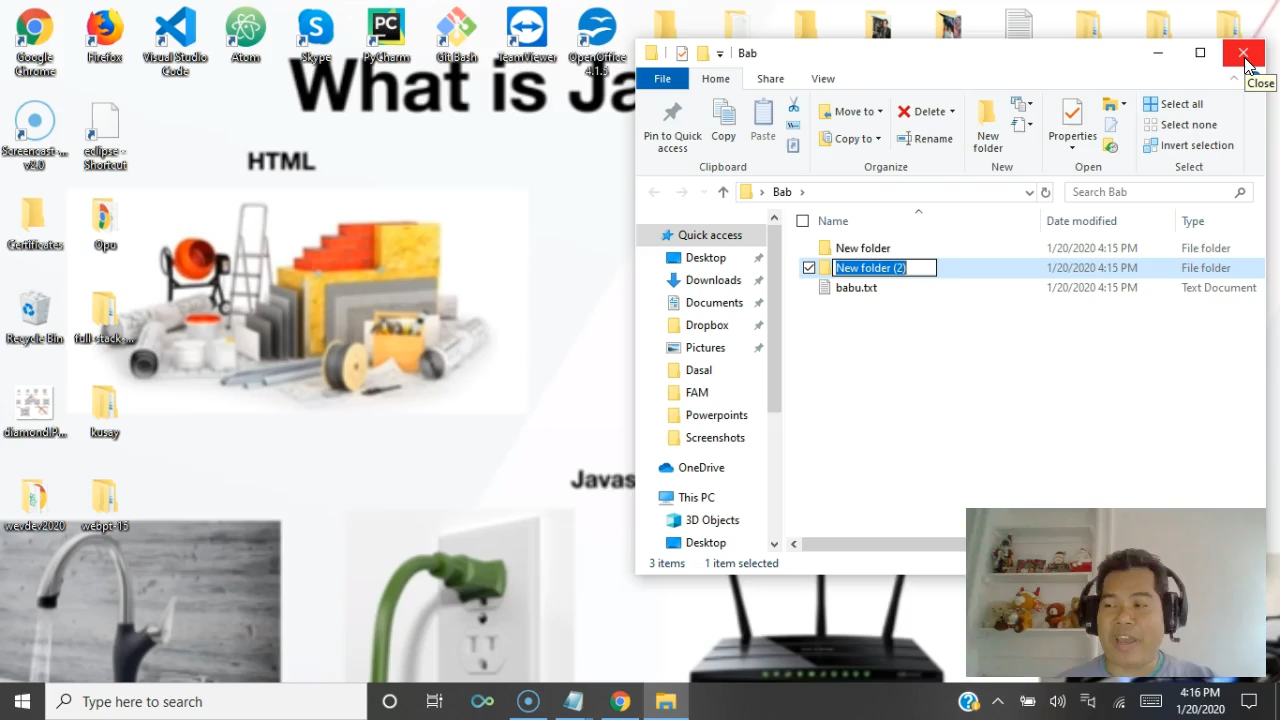 Google
Chrome
Firefox
Visual Studio
Code
Atom
Skype
PyCharm
Git Bash
TeamViewer
OpenOffice
4.1.5
What is Ja
HTML
Javas
Screencast-...
v2.0
eclipse -
Shortcut
Certificates
Opu
Recycle Bin
full-stack-...
diamondP...
kusay
wevdev2020
webpt-15
Bab
Close
File
Home
Share
View
Pin to Quick
access
Copy
Paste
Clipboard
Move to
Copy to
Delete
Rename
Organize
New
folder
New
Properties
Open
Select all
Select none
Invert selection
Select
Bab
Search Bab
Name
Date modified
Type
New folder
1/20/2020 4:15 PM
File folder
New folder (2)
1/20/2020 4:15 PM
File folder
babu.txt
1/20/2020 4:15 PM
Text Document
Quick access
Desktop
Downloads
Documents
Dropbox
Pictures
Dasal
FAM
Powerpoints
Screenshots
OneDrive
This PC
3D Objects
Desktop
3 items
1 item selected
Type here to search
4:16 PM
1/20/2020